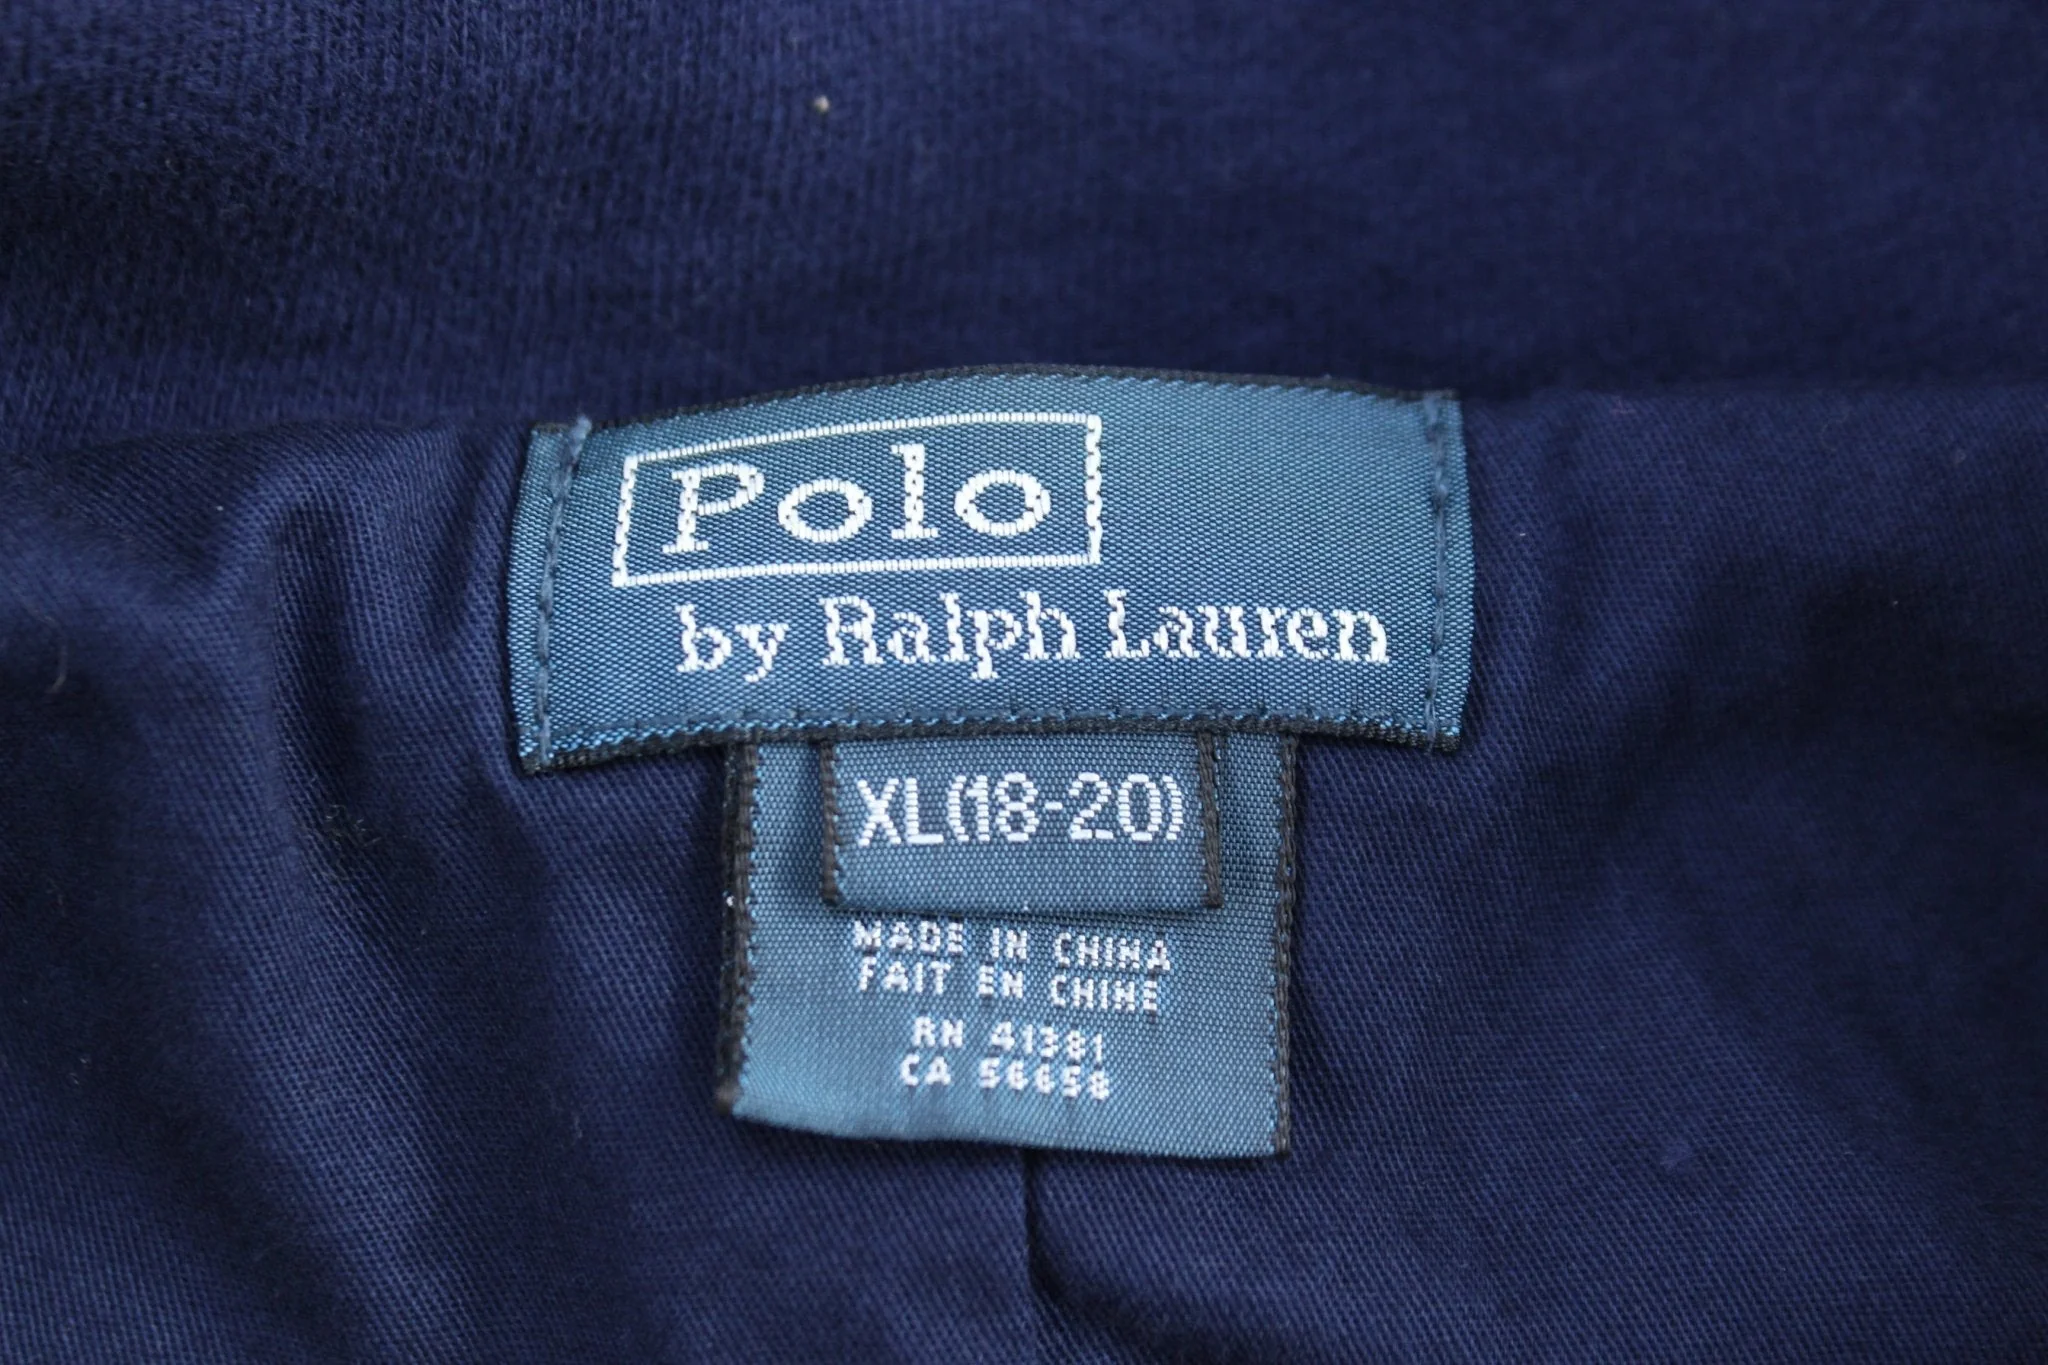 Polo
by Ralph Lauren
XL(18-20)
MADE IN CHINA
FAIT EN CHINE
RN 41381
CA 56658